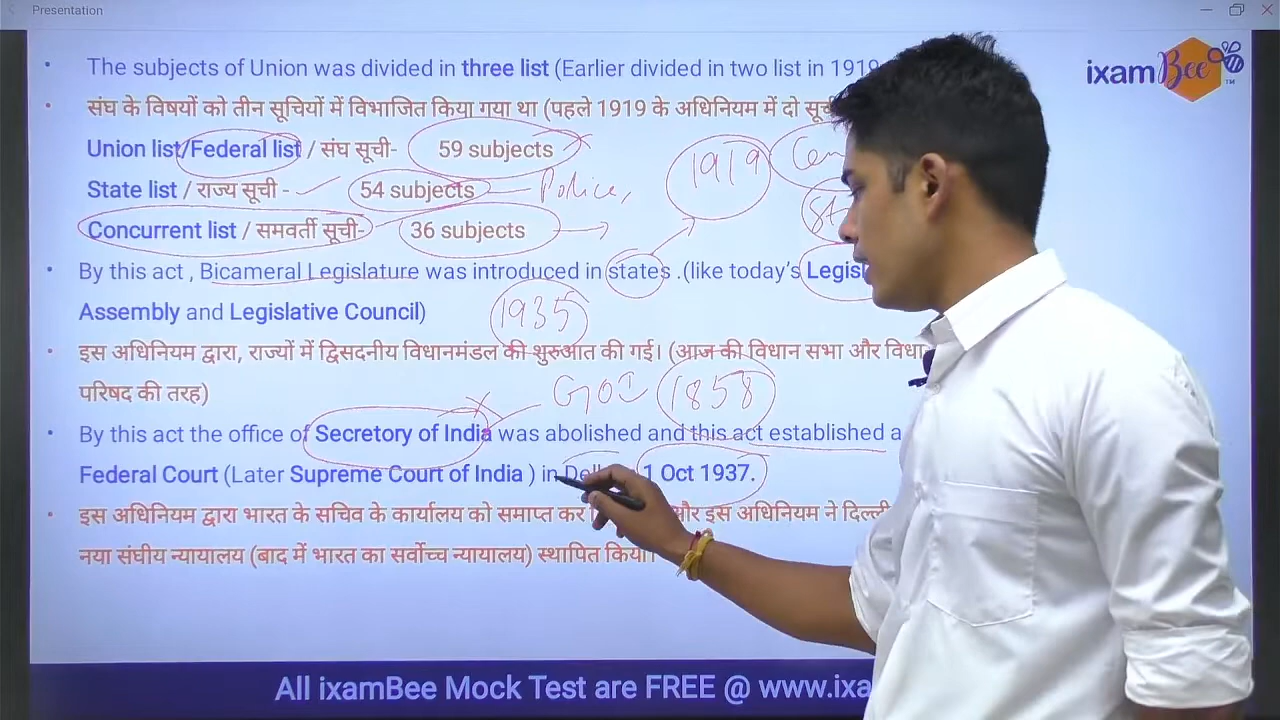 Presentation
ixamBee
TM
The subjects of Union was divided in three list (Earlier divided in two list in 1919
संघ के विषयों को तीन सूचियों में विभाजित किया गया था (पहले 1919 के अधिनियम में दो
Union list/Federal list / संघ सूची- 59 subjects
1919
State list / राज्य सूची - 54 subjects Police,
Concurrent list / समवर्ती सूची- 36 subjects
By this act , Bicameral Legislature was introduced in states .(like today's
Assembly and Legislative Council)
1935
इस अधिनियम द्वारा, राज्यों में द्विसदनीय विधानमंडल की शुरुआत की गई। (आज की विधान सभा और
परिषद की तरह)
GOI 1858
By this act the office of Secretory of India was abolished and this act established a
Federal Court (Later Supreme Court of India ) in 1 Oct 1937.
इस अधिनियम द्वारा भारत के सचिव के कार्यालय को समाप्त कर और इस अधिनियम ने दिल्ली
नया संघीय न्यायालय (बाद में भारत का सर्वोच्च न्यायालय) स्थापित किया।
All ixamBee Mock Test are FREE @